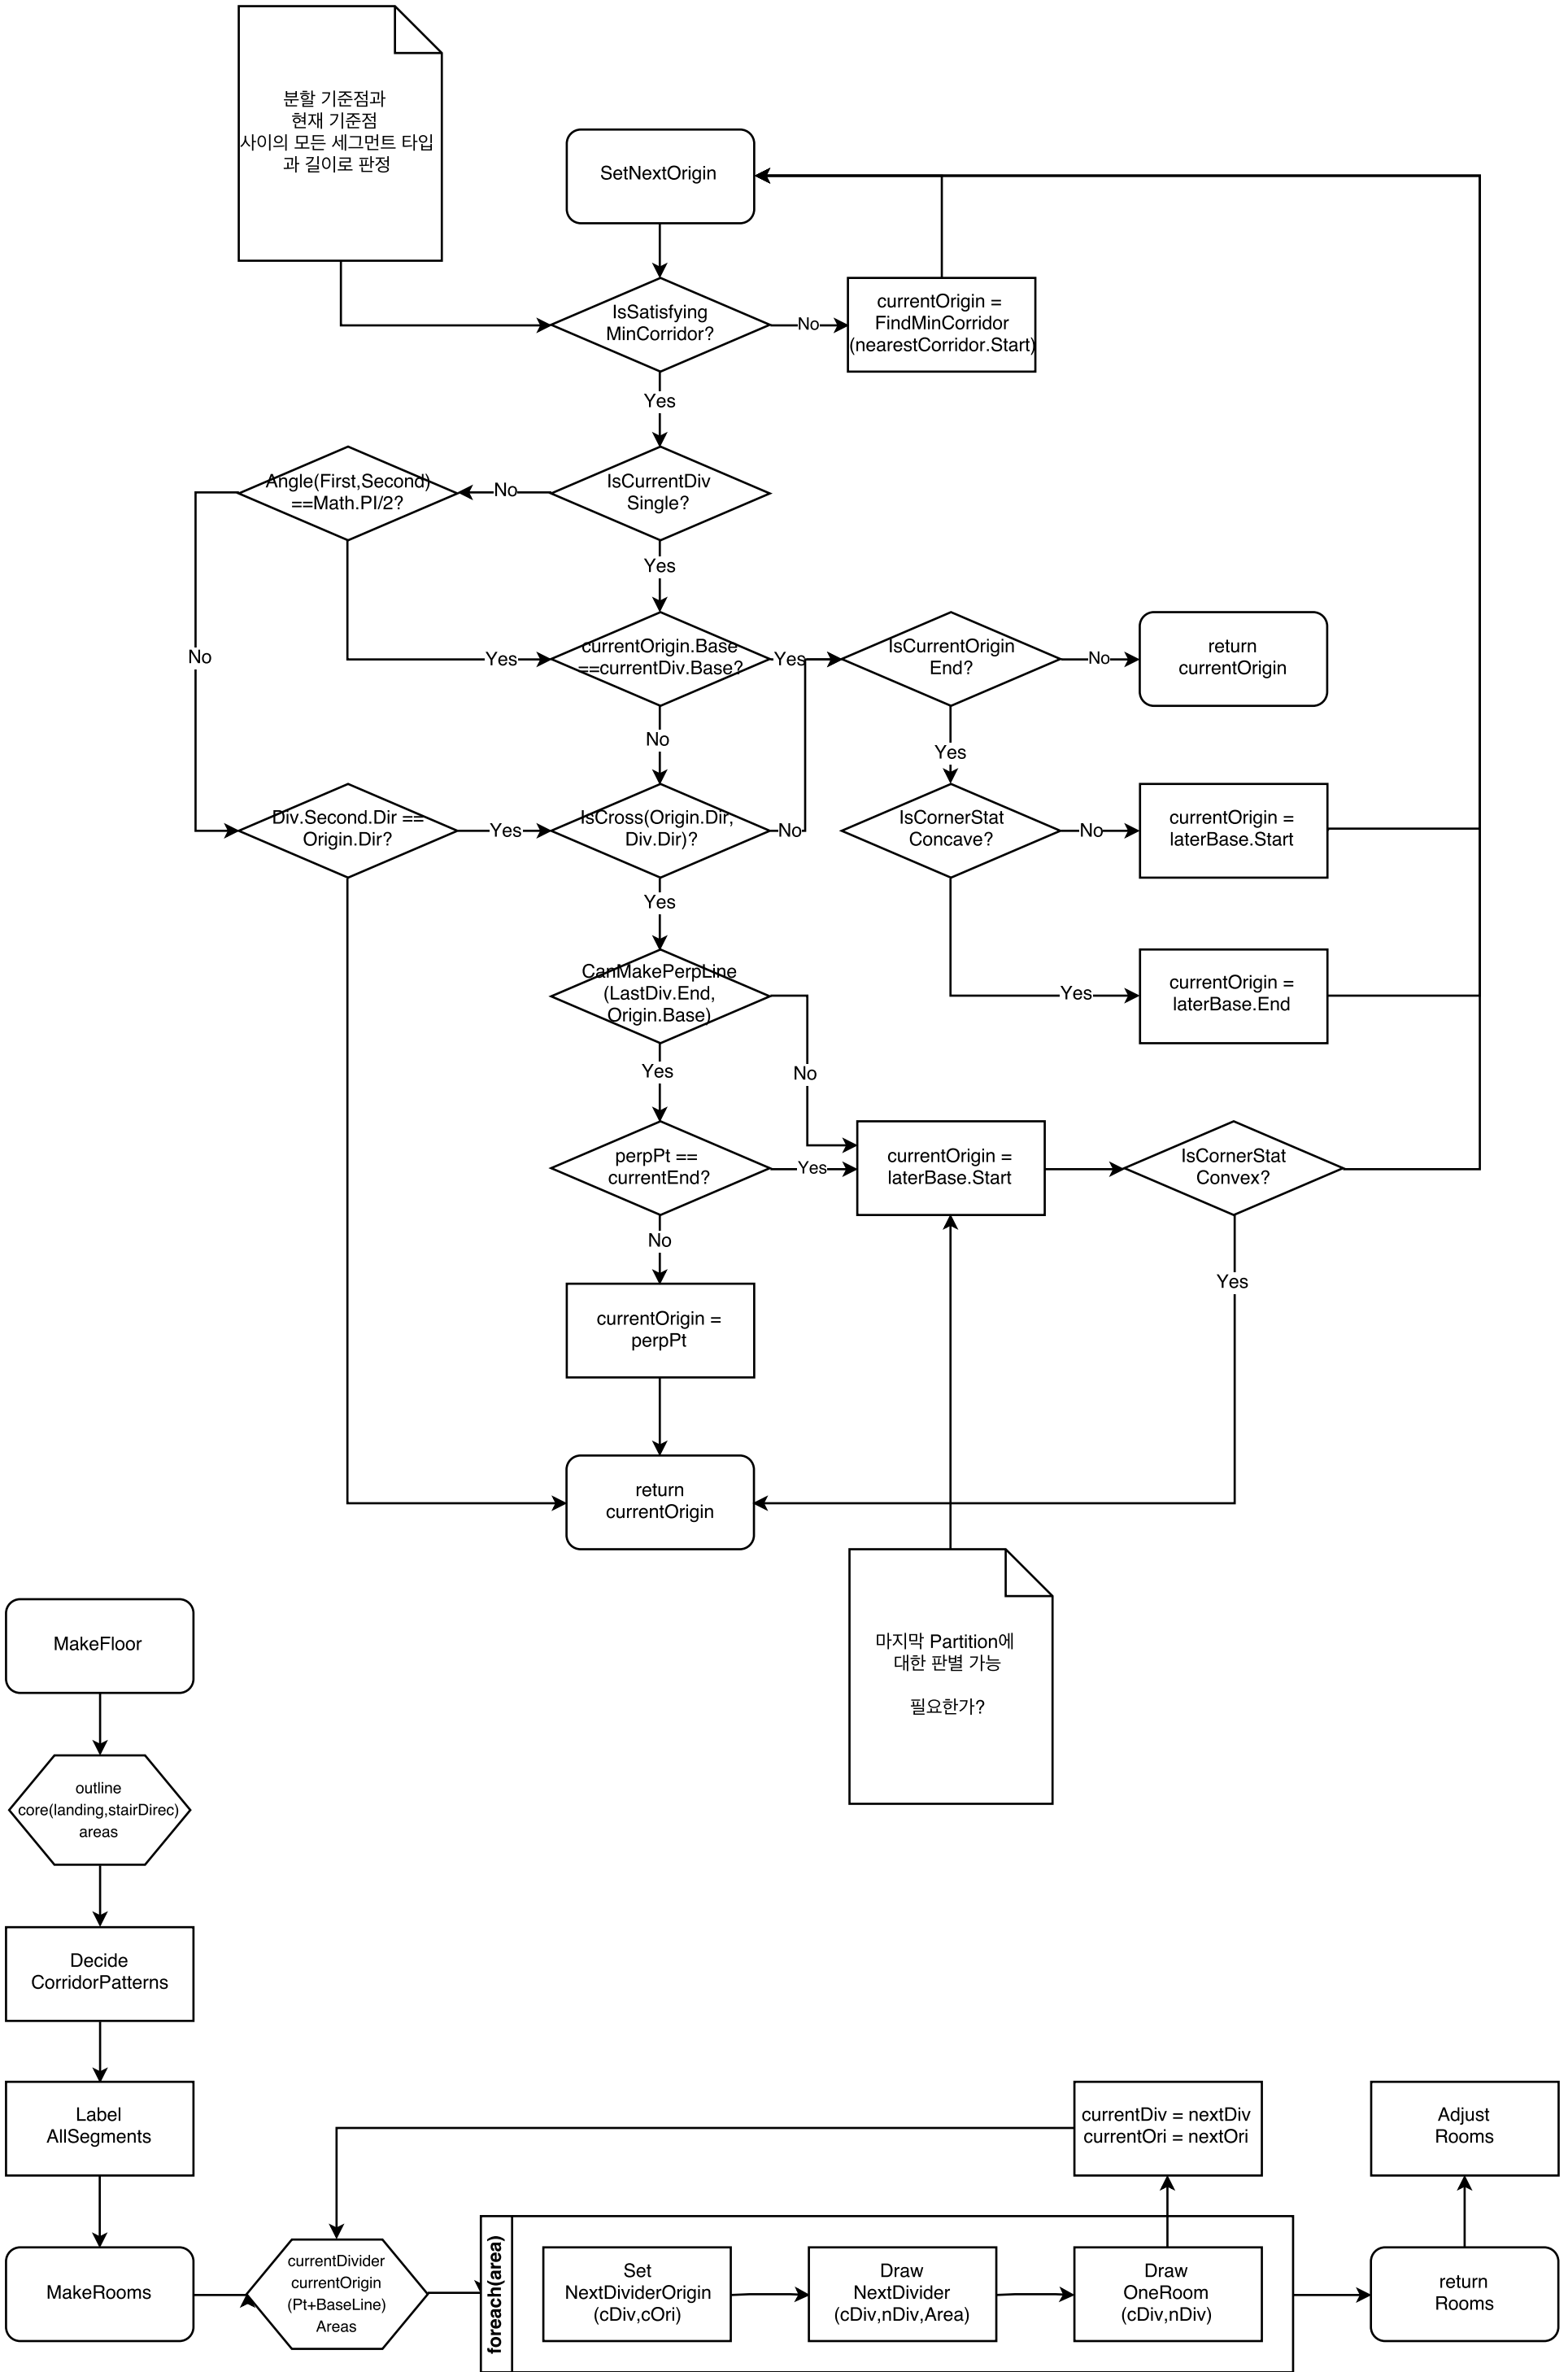 분할 기준점과
현재 기준점
사이의 모든 세그먼트 타입
과 길이로 판정
SetNextOrigin
IsSatisfying
MinCorridor?
No
currentOrigin =
FindMinCorridor
(nearestCorridor.Start)
Yes
Angle(First,Second)
==Math.PI/2?
No
IsCurrentDiv
Single?
Yes
No
Yes
currentOrigin.Base
==currentDiv.Base?
Yes
IsCurrentOrigin
End?
No
return
currentOrigin
No
Yes
Div.Second.Dir ==
Origin.Dir?
Yes
IsCross(Origin.Dir,
Div.Dir)?
No
IsCornerStat
Concave?
No
currentOrigin =
laterBase.Start
Yes
CanMakePerpLine
(LastDiv.End,
Origin.Base)
Yes
currentOrigin =
laterBase.End
Yes
No
perpPt ==
currentEnd?
Yes
currentOrigin =
laterBase.Start
IsCornerStat
Convex?
No
Yes
currentOrigin =
perpPt
return
currentOrigin
마지막 Partition에
대한 판별 가능
필요한가?
MakeFloor
outline
core(landing,stairDirec)
areas
Decide
CorridorPatterns
Label
AllSegments
currentDiv = nextDiv
currentOri = nextOri
Adjust
Rooms
MakeRooms
currentDivider
currentOrigin
(Pt+BaseLine)
Areas
foreach(area)
Set
NextDividerOrigin
(cDiv,cOri)
Draw
NextDivider
(cDiv,nDiv,Area)
Draw
OneRoom
(cDiv,nDiv)
return
Rooms